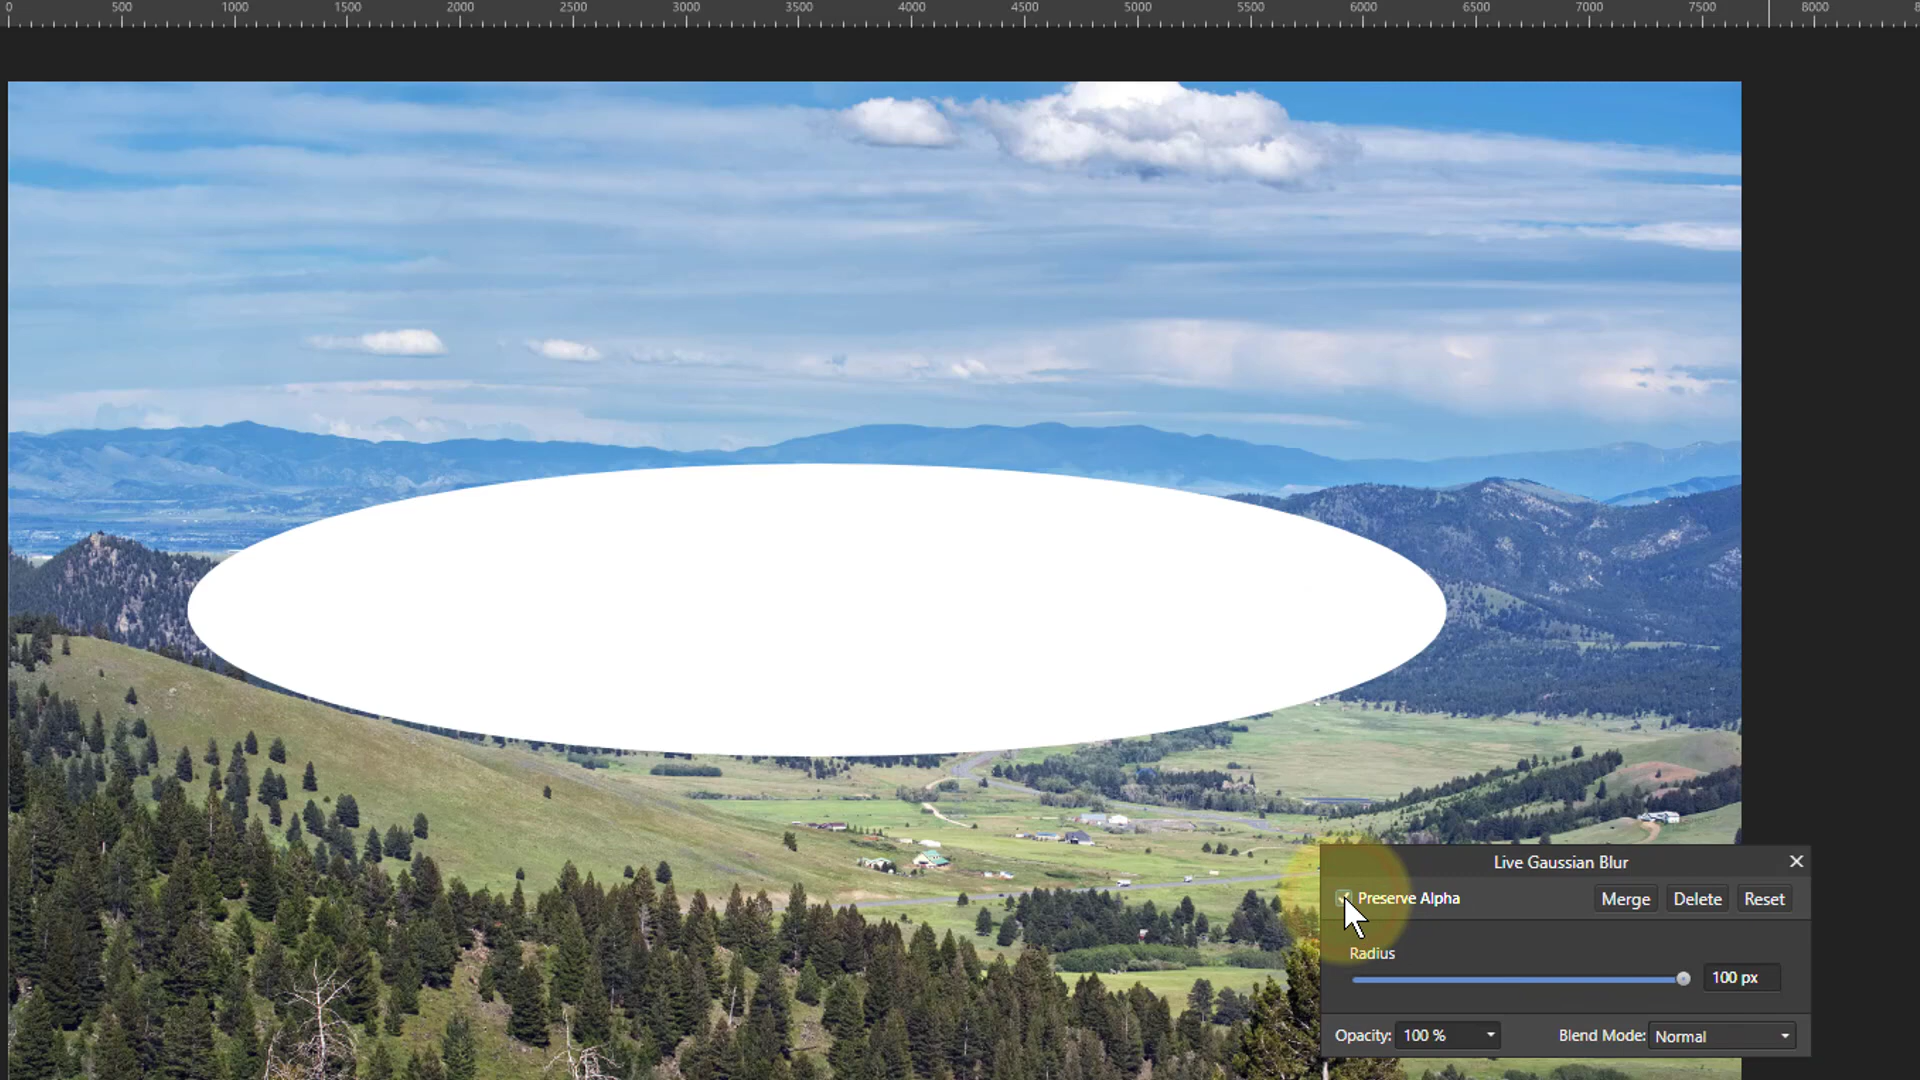 0 500 1000 1500 2000 2500 3000 3500 4000 4500 5000 5500 6000 6500 7000 7500 8000
Live Gaussian Blur
Preserve Alpha Merge Delete Reset
Radius
100 px
Opacity: 100 % Blend Mode: Normal